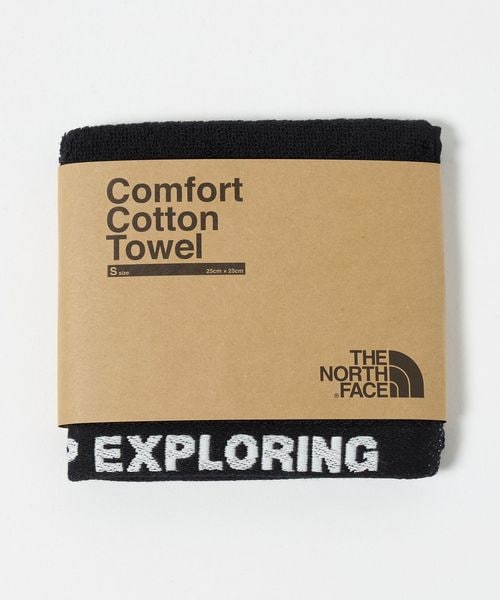 Comfort
Cotton
Towel
S size 25cm × 25cm
THE
NORTH
®FACE
P EXPLORING